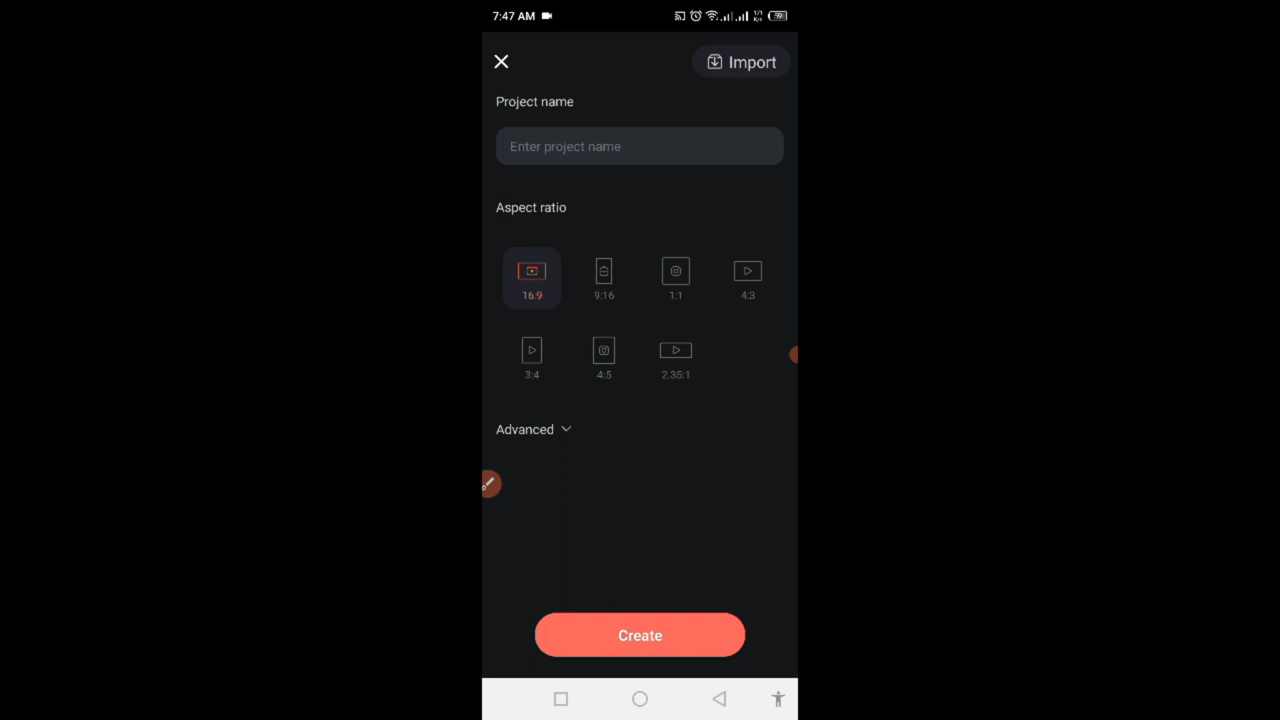 7:47 AM
59
Import
Project name
Enter project name
Aspect ratio
16:9
9:16
1:1
4:3
3:4
4:5
2.35:1
Advanced
Create